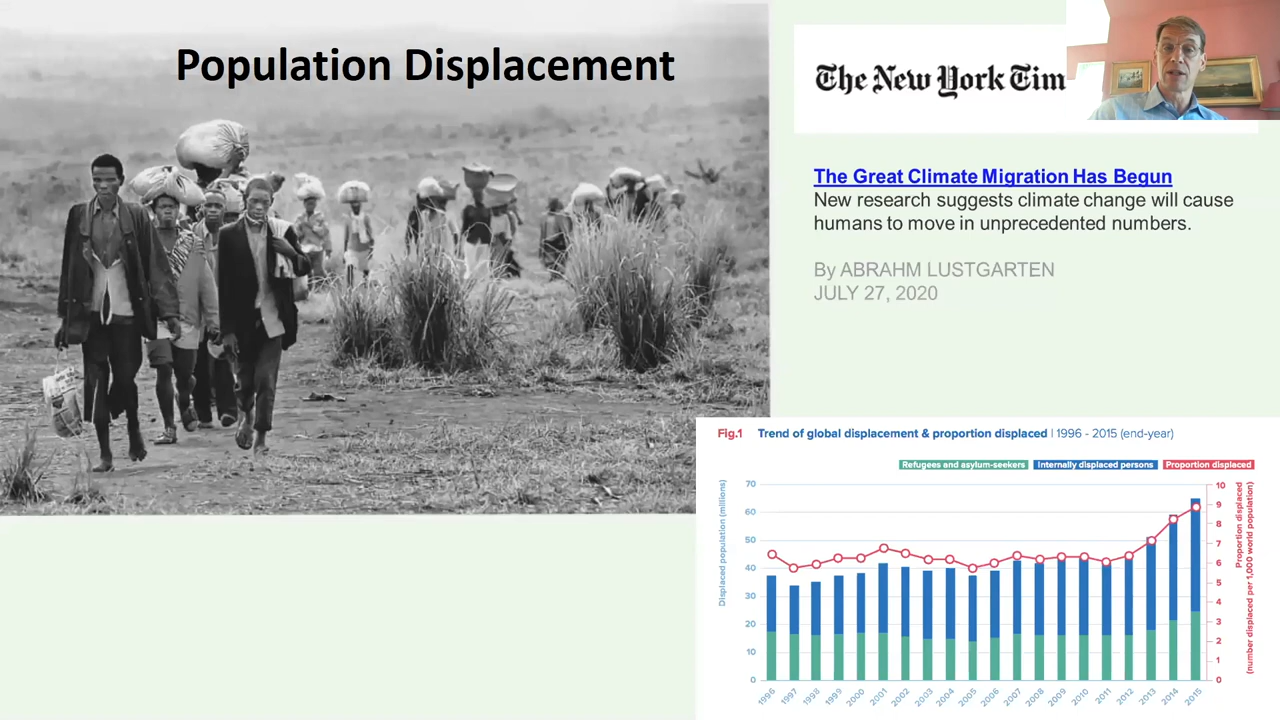 Population Displacement
The New York Tim
The Great Climate Migration Has Begun
New research suggests climate change will cause
humans to move in unprecedented numbers.
By ABRAHM LUSTGARTEN
JULY 27, 2020
Fig.1 Trend of global displacement & proportion displaced | 1996 - 2015 (end-year)
Refugees and asylum-seekers Internally displaced persons Proportion displaced
Displaced population (millions)
70
60
50
40
30
20
10
0
10
9
8
7
6
5
4
3
2
1
0
Proportion displaced
(number displaced per 1,000 world population)
1996 1997 1998 1999 2000 2001 2002 2003 2004 2005 2006 2007 2008 2009 2010 2011 2012 2013 2014 2015